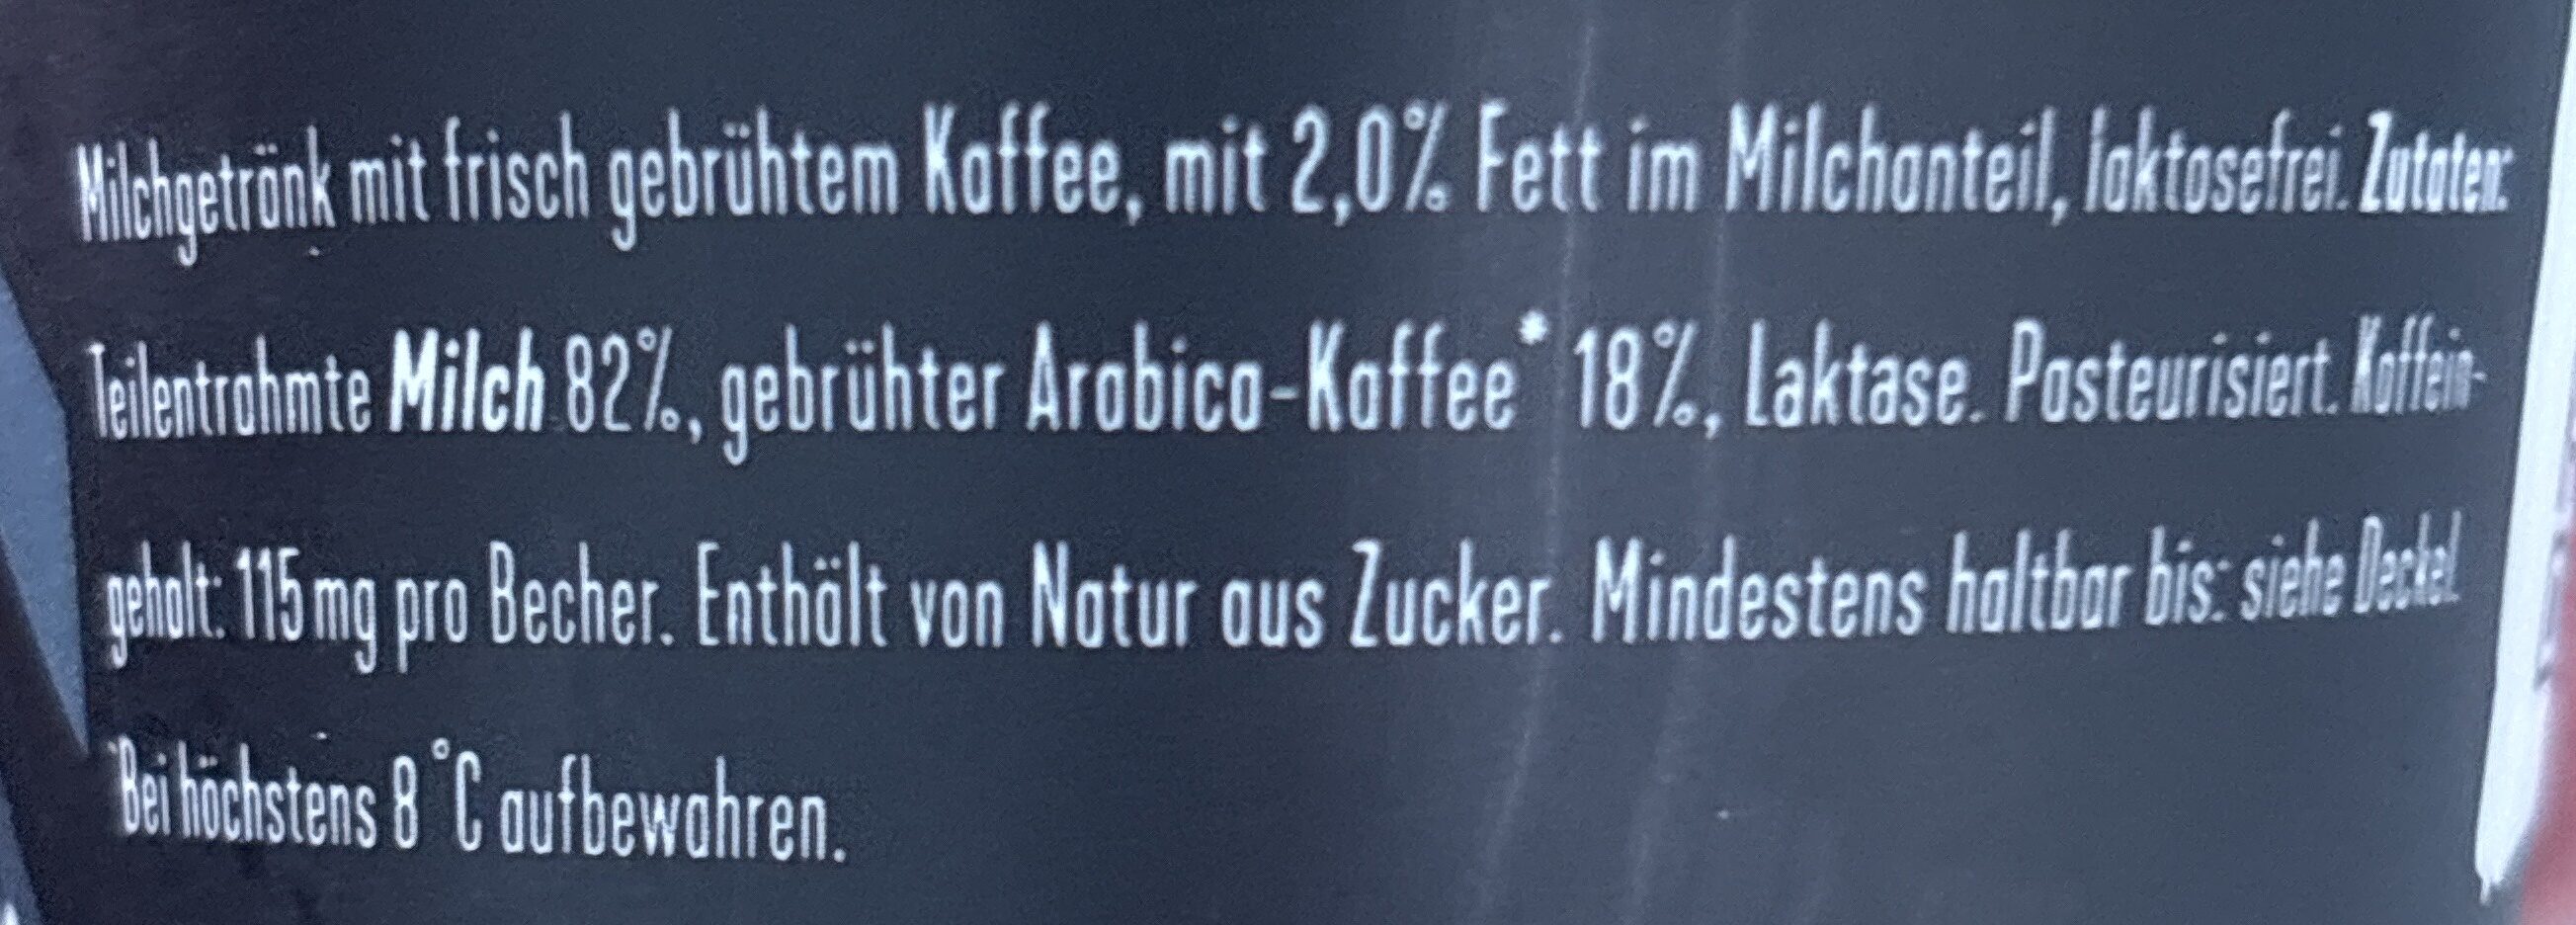 Milchgetränk mit frisch gebrühtem Kaffee, mit 2,0% Fett im Milchanteil, laktosefrei. Zutaten:
Teilentrahmte Milch 82%, gebrühter Arabica-Kaffee* 18%, Laktase. Pasteurisiert. Koffein-
gehalt: 115 mg pro Becher. Enthält von Natur aus Zucker. Mindestens haltbar bis: siehe Deckel.
Bei höchstens 8 °C aufbewahren.